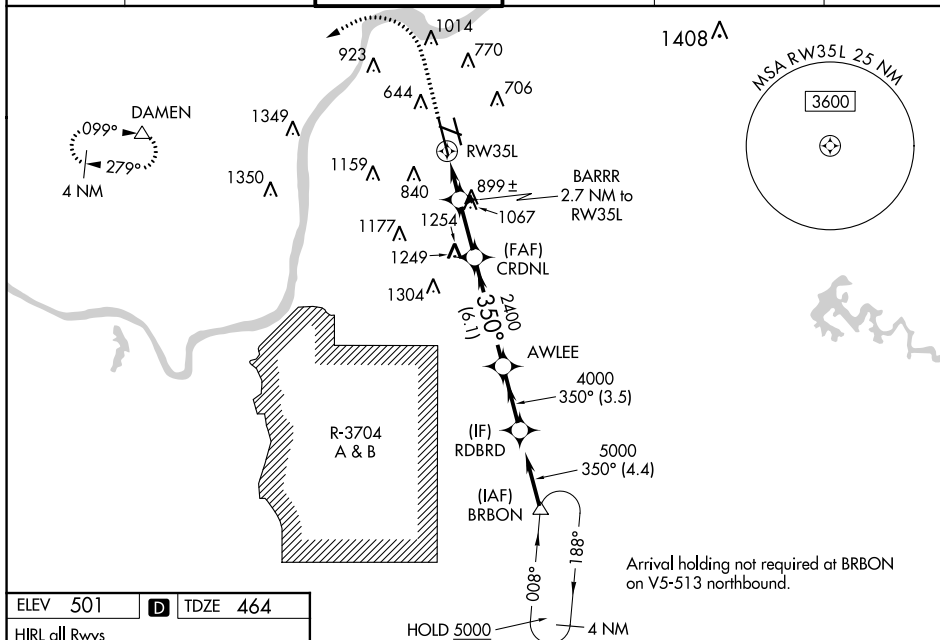 1014
1408
923
770
MSA RW35L 25 NM
3600
644
706
DAMEN
099°
279°
4 NM
1349
RW35L
1350
1159
840
899 ±
BARRR
2.7 NM to
RW35L
1067
1177
1254
1249
(FAF)
CRDNL
1304
2400
350°
(6.1)
AWLEE
4000
350° (3.5)
R-3704
A & B
(IF)
RDBRD
5000
350° (4.4)
(IAF)
BRBON
008°
188°
Arrival holding not required at BRBON
on V5-513 northbound.
HOLD 5000
4 NM
ELEV 501 D TDZE 464
HIRL all Rwys